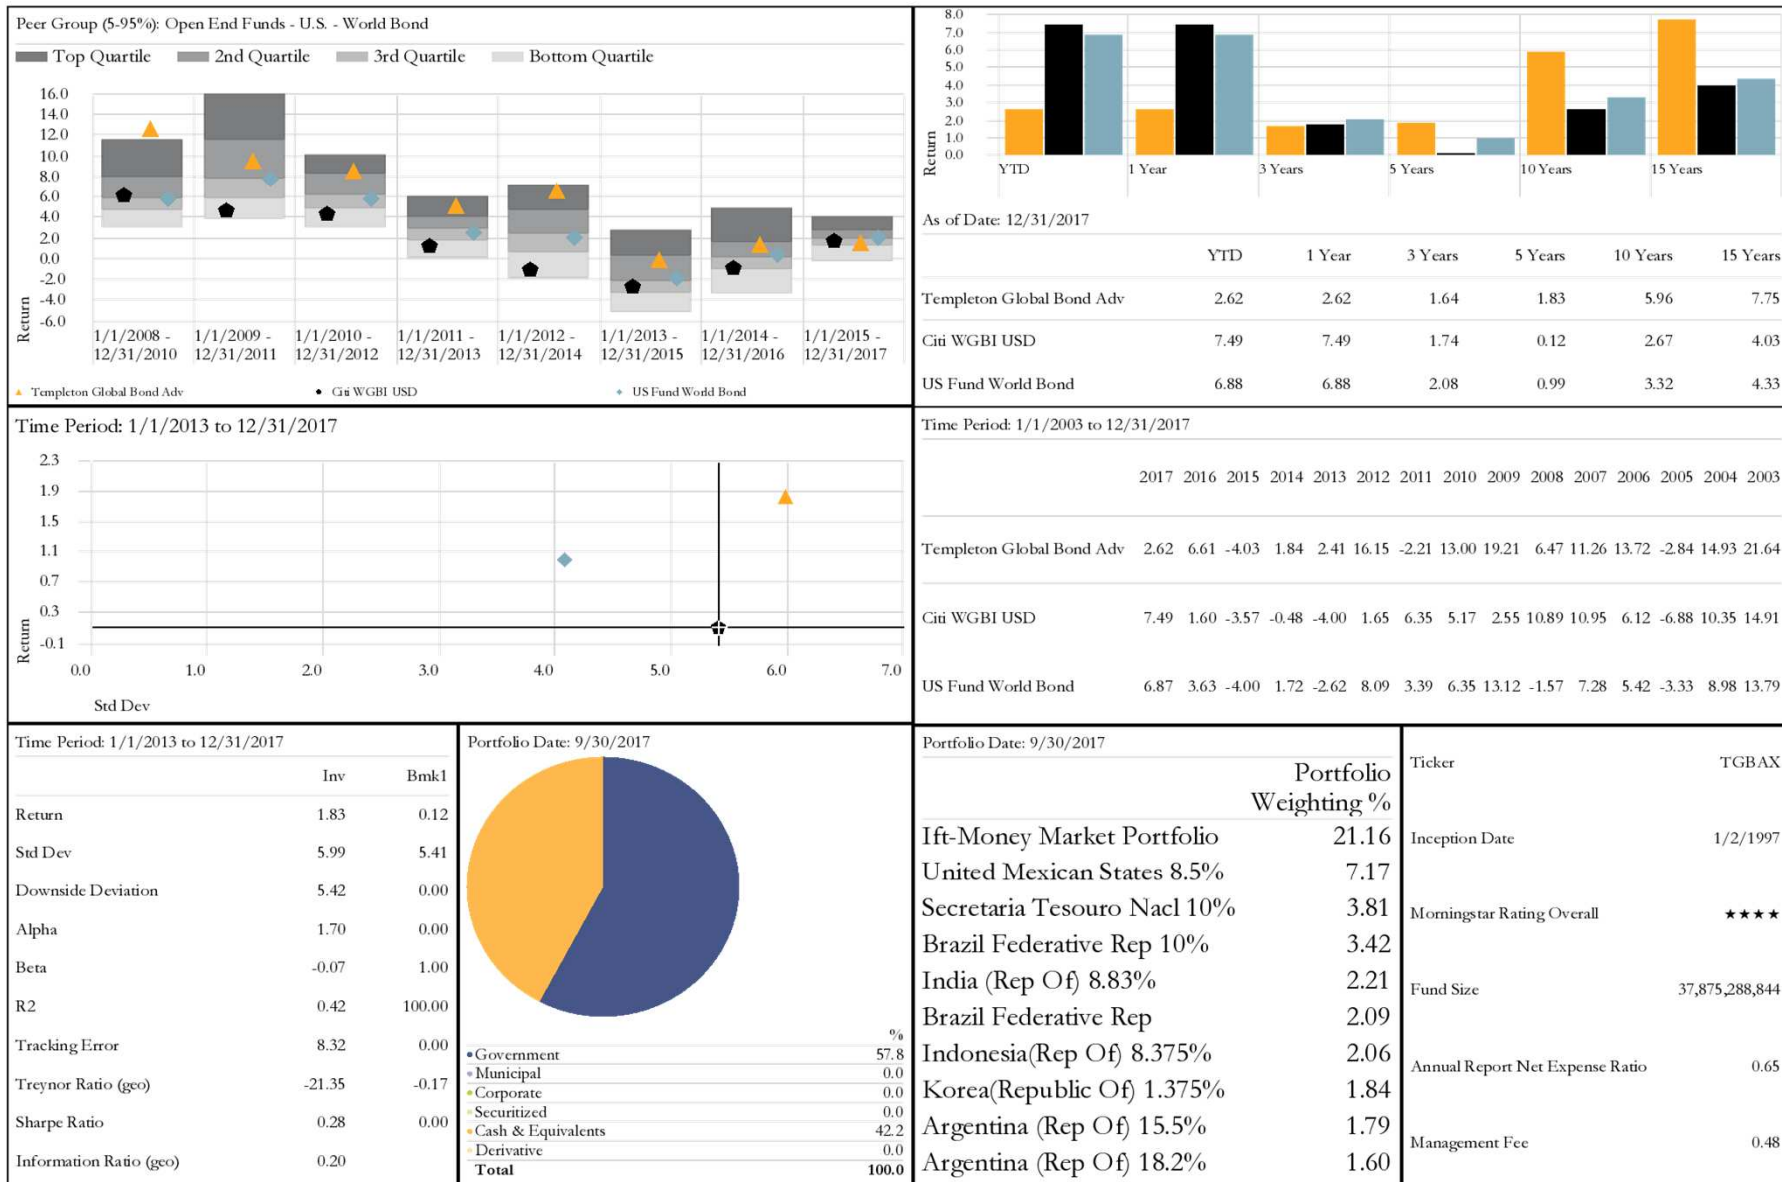 Peer Group (5-95%): Open End Funds - U.S. - World Bond
Top Quartile 2nd Quartile 3rd Quartile Bottom Quartile
16.0
14.0
12.0
10.0
8.0
6.0
4.0
2.0
0.0
-2.0
-4.0
-6.0
Return
1/1/2008 - 1/1/2009 - 1/1/2010 - 1/1/2011 - 1/1/2012 - 1/1/2013 - 1/1/2014 - 1/1/2015 -
12/31/2010 12/31/2011 12/31/2012 12/31/2013 12/31/2014 12/31/2015 12/31/2016 12/31/2017
Templeton Global Bond Adv Citi WGBI USD US Fund World Bond
8.0
7.0
6.0
5.0
4.0
3.0
2.0
1.0
0.0
Return
YTD 1 Year 3 Years 5 Years 10 Years 15 Years
As of Date: 12/31/2017
YTD 1 Year 3 Years 5 Years 10 Years 15 Years
Templeton Global Bond Adv 2.62 2.62 1.64 1.83 5.96 7.75
Citi WGBI USD 7.49 7.49 1.74 0.12 2.67 4.03
US Fund World Bond 6.88 6.88 2.08 0.99 3.32 4.33
Time Period: 1/1/2013 to 12/31/2017
2.3
1.9
1.5
1.1
0.7
0.3
-0.1
Return
0.0 1.0 2.0 3.0 4.0 5.0 6.0 7.0
Std Dev
Time Period: 1/1/2003 to 12/31/2017
2017 2016 2015 2014 2013 2012 2011 2010 2009 2008 2007 2006 2005 2004 2003
Templeton Global Bond Adv 2.62 6.61 -4.03 1.84 2.41 16.15 -2.21 13.00 19.21 6.47 11.26 13.72 -2.84 14.93 21.64
Citi WGBI USD 7.49 1.60 -3.57 -0.48 -4.00 1.65 6.35 5.17 2.55 10.89 10.95 6.12 -6.88 10.35 14.91
US Fund World Bond 6.87 3.63 -4.00 1.72 -2.62 8.09 3.39 6.35 13.12 -1.57 7.28 5.42 -3.33 8.98 13.79
Time Period: 1/1/2013 to 12/31/2017
Inv Bmk1
Return 1.83 0.12
Std Dev 5.99 5.41
Downside Deviation 5.42 0.00
Alpha 1.70 0.00
Beta -0.07 1.00
R2 0.42 100.00
Tracking Error 8.32 0.00
Treynor Ratio (geo) -21.35 -0.17
Sharpe Ratio 0.28 0.00
Information Ratio (geo) 0.20
Portfolio Date: 9/30/2017
%
Government 57.8
Municipal 0.0
Corporate 0.0
Securitized 0.0
Cash & Equivalents 42.2
Derivative 0.0
Total 100.0
Portfolio Date: 9/30/2017
Portfolio
Weighting %
Ift-Money Market Portfolio 21.16
United Mexican States 8.5% 7.17
Secretaria Tesouro Nacl 10% 3.81
Brazil Federative Rep 10% 3.42
India (Rep Of) 8.83% 2.21
Brazil Federative Rep 2.09
Indonesia(Rep Of) 8.375% 2.06
Korea(Republic Of) 1.375% 1.84
Argentina (Rep Of) 15.5% 1.79
Argentina (Rep Of) 18.2% 1.60
Ticker TGBAX
Inception Date 1/2/1997
Morningstar Rating Overall ★★★★
Fund Size 37,875,288,844
Annual Report Net Expense Ratio 0.65
Management Fee 0.48